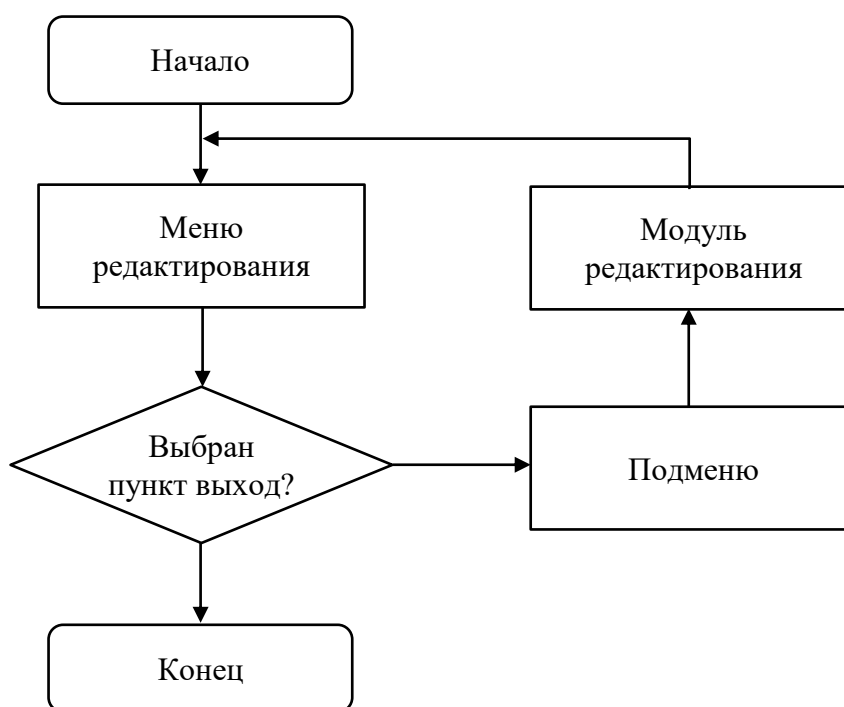 Начало
Меню
редактирования
Модуль
редактирования
Выбран
пункт выход?
Подменю
Конец